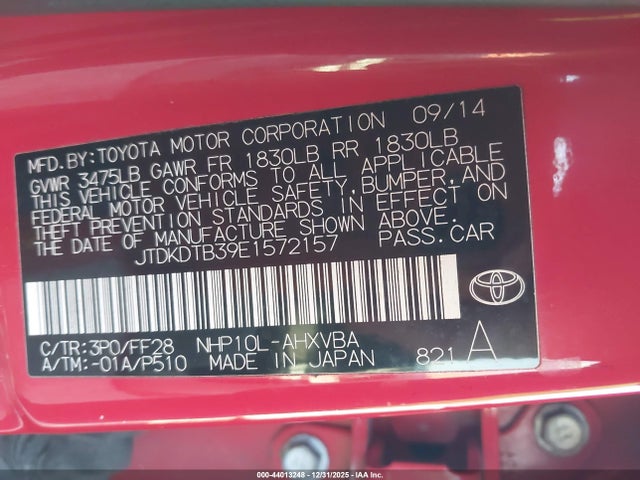 MFD.BY:TOYOTA MOTOR CORPORATION 09/14
GVWR 3475LB GAWR FR 1830LB RR 1830LB
THIS VEHICLE CONFORMS TO ALL APPLICABLE
FEDERAL MOTOR VEHICLE SAFETY,BUMPER,AND
THEFT PREVENTION STANDARDS IN EFFECT ON
THE DATE OF MANUFACTURE SHOWN ABOVE.
JTDKDTB39E1572157 PASS.CAR
C/TR:3P0/FF28 NHP10L-AHXVBA
A/TM:-01A/P510 MADE IN JAPAN 821 A
000-44013248 - 12/31/2025 - IAA Inc.